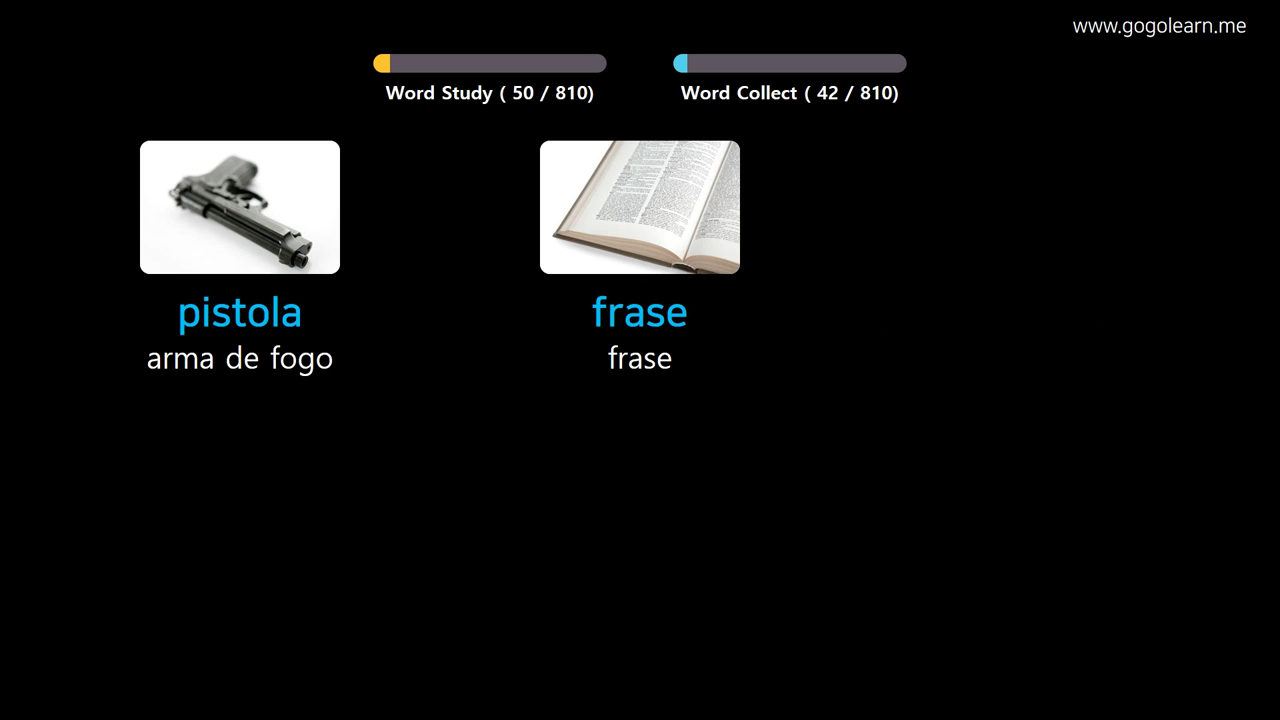 www.gogolearn.me
Word Study ( 50 / 810)
Word Collect ( 42 / 810)
pistola
arma de fogo
frase
frase